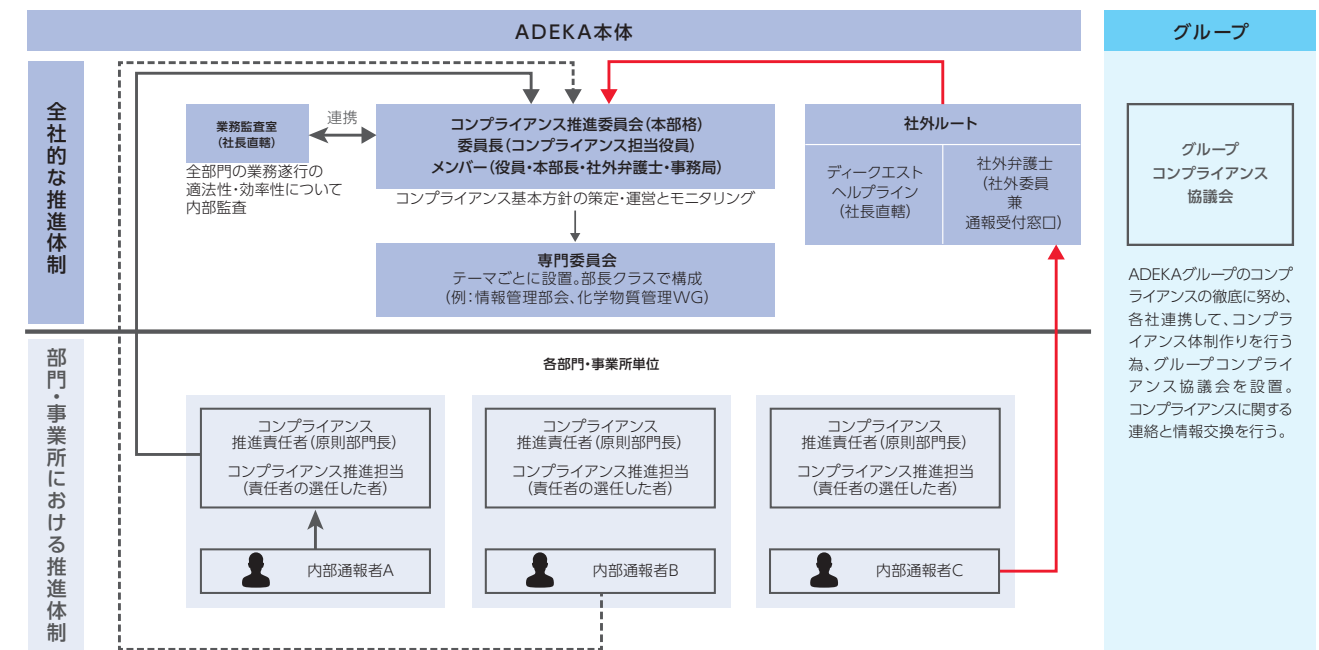 ADEKA本体
グループ
全社的な推進体制
業務監査室
(社長直轄)
連携
全部門の業務遂行の
適法性・効率性について
内部監査
コンプライアンス推進委員会(本部格)
委員長(コンプライアンス担当役員)
メンバー(役員・本部長・社外弁護士・事務局)
コンプライアンス基本方針の策定・運営とモニタリング
専門委員会
テーマごとに設置。部長クラスで構成
(例：情報管理部会、化学物質管理WG)
社外ルート
ディークエスト
ヘルプライン
(社長直轄)
社外弁護士
(社外委員
兼
通報受付窓口)
グループ
コンプライアンス
協議会
ADEKAグループのコンプ
ライアンスの徹底に努め、
各社連携して、コンプラ
イアンス体制作りを行う
為、グループコンプライ
アンス協議会を設置。
コンプライアンスに関する
連絡と情報交換を行う。
部門・事業所における推進体制
各部門・事業所単位
コンプライアンス
推進責任者(原則部門長)
コンプライアンス推進担当
(責任者の選任した者)
内部通報者A
コンプライアンス
推進責任者(原則部門長)
コンプライアンス推進担当
(責任者の選任した者)
内部通報者B
コンプライアンス
推進責任者(原則部門長)
コンプライアンス推進担当
(責任者の選任した者)
内部通報者C